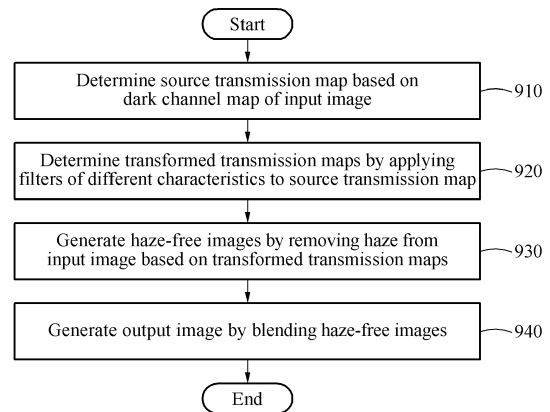 Start
Determine source transmission map based on
dark channel map of input image
910
Determine transformed transmission maps by applying
filters of different characteristics to source transmission map
920
Generate haze-free images by removing haze from
input image based on transformed transmission maps
930
Generate output image by blending haze-free images
940
End